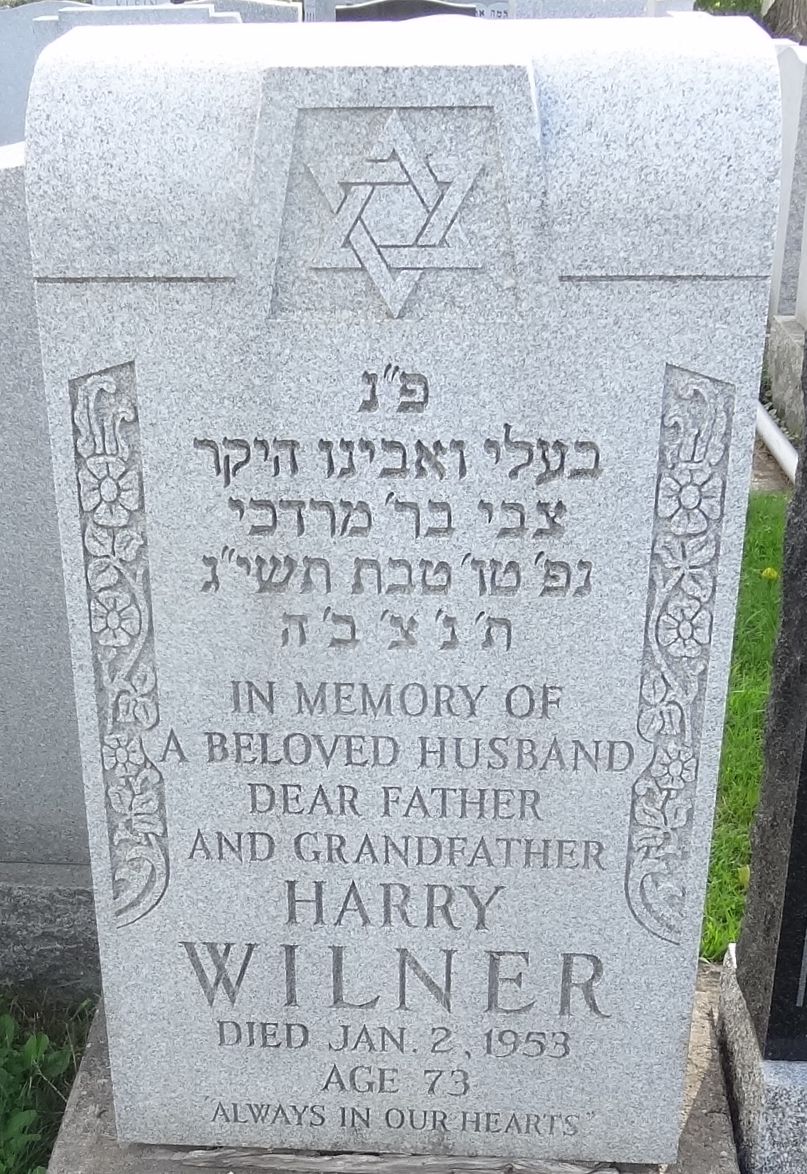 פ"נ
בעלי ואבינו היקר
צבי בר' מרדכי
נפ' טו' טבת תשי"ג
ת' נ' צ' ב' ה
IN MEMORY OF
A BELOVED HUSBAND
DEAR FATHER
AND GRANDFATHER
HARRY
WILNER
DIED JAN. 2, 1953
AGE 73
"ALWAYS IN OUR HEARTS"